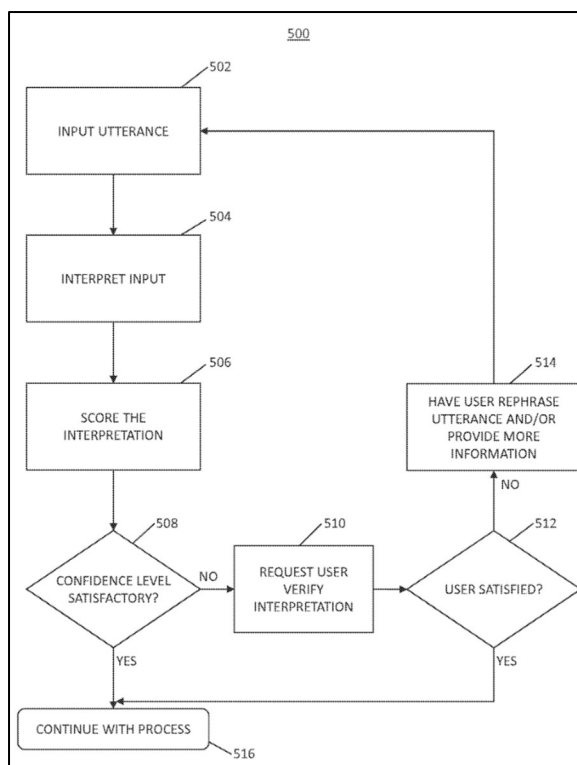 500
502
INPUT UTTERANCE
504
INTERPRET INPUT
506
SCORE THE
INTERPRETATION
514
HAVE USER REPHRASE
UTTERANCE AND/OR
PROVIDE MORE
INFORMATION
NO
508
CONFIDENCE LEVEL
SATISFACTORY?
NO
510
REQUEST USER
VERIFY
INTERPRETATION
512
USER SATISFIED?
YES
YES
CONTINUE WITH PROCESS
516